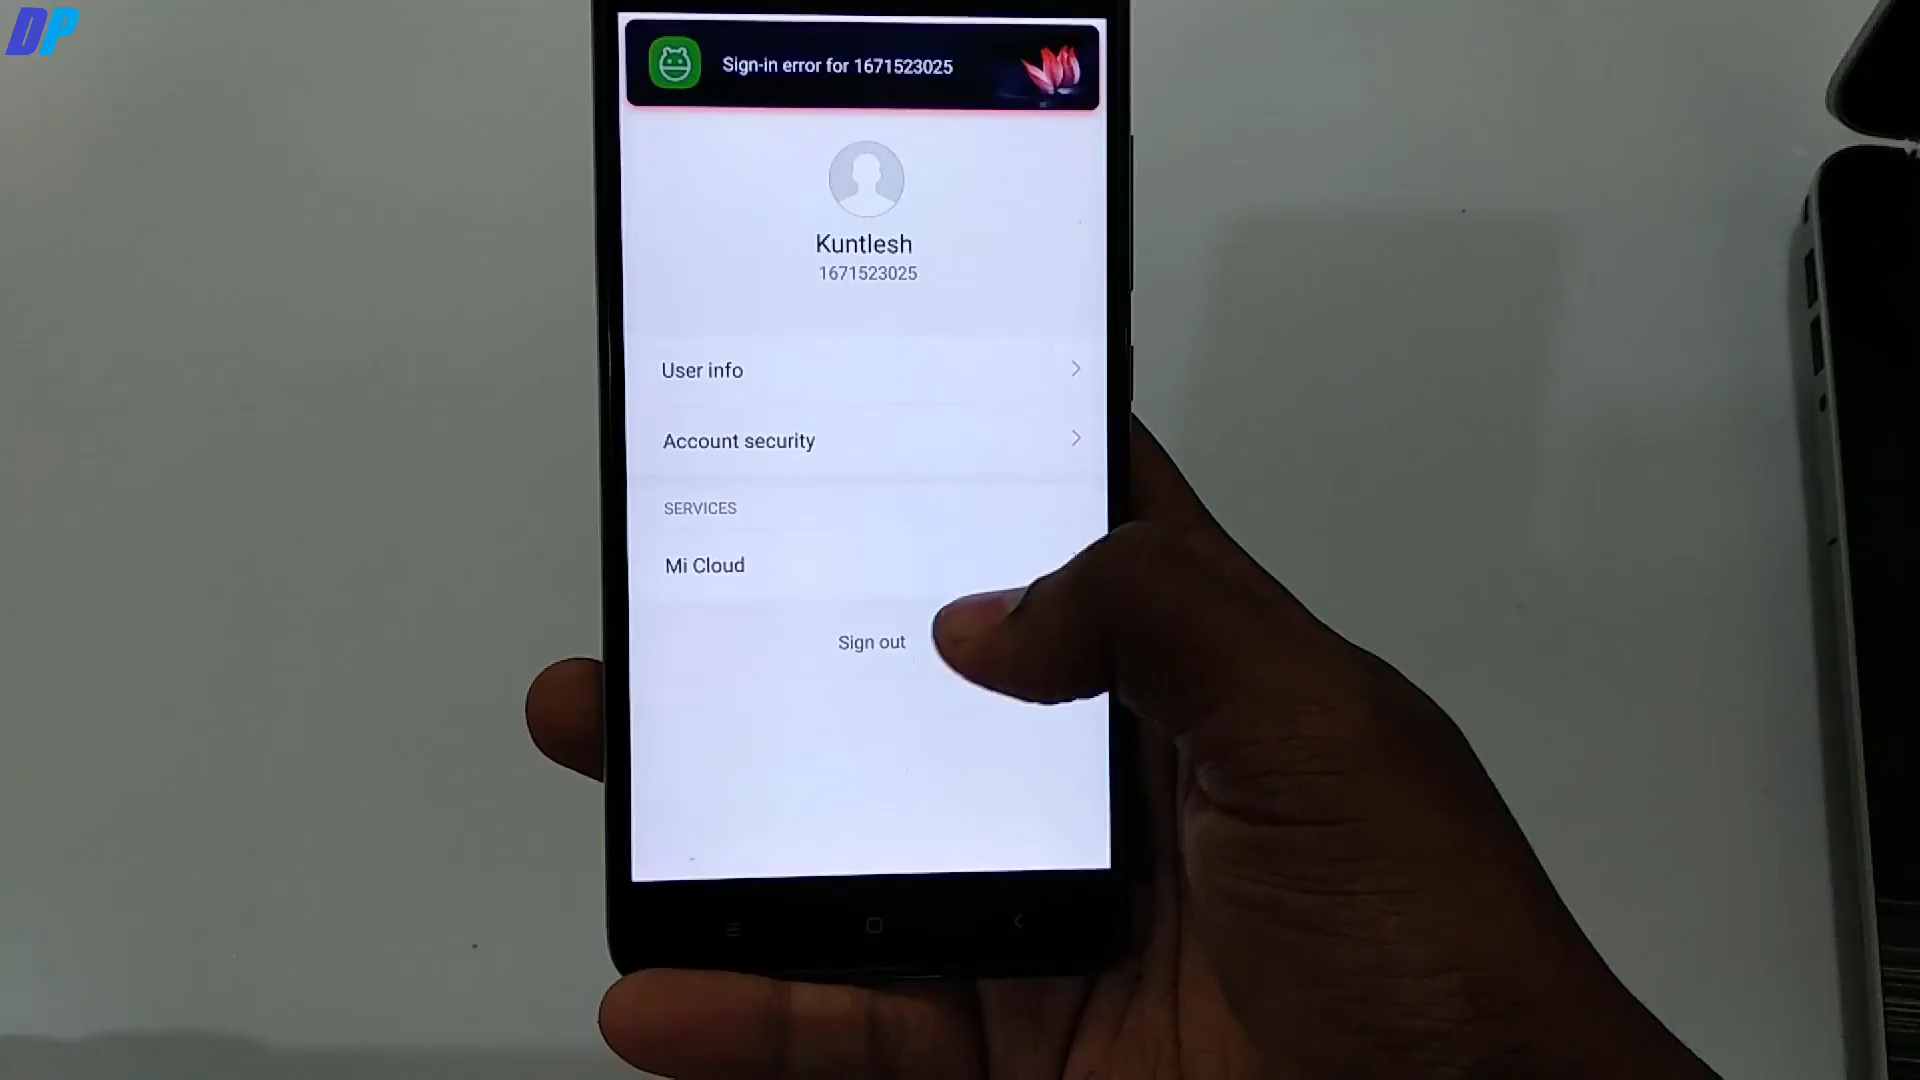 DP
Sign-in error for 1671523025
Kuntlesh
1671523025
User info
Account security
SERVICES
Mi Cloud
Sign out